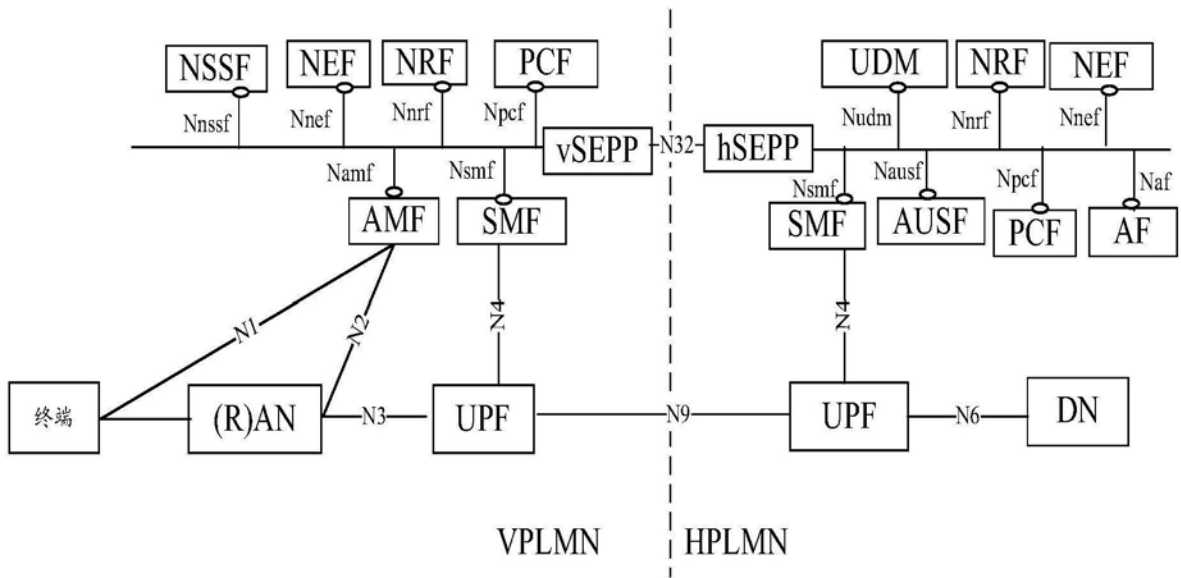 NSSF
NEF
NRF
PCF
UDM
NRF
NEF
Nnssf
Nnef
Nnrf
Npcf
Nudm
Nnrf
Nnef
vSEPP
N32
hSEPP
Namf
Nsmf
Nsmf
Nausf
Npcf
Naf
AMF
SMF
SMF
AUSF
PCF
AF
N1
N2
N4
N4
终端
(R)AN
N3
UPF
N9
UPF
N6
DN
VPLMN
HPLMN